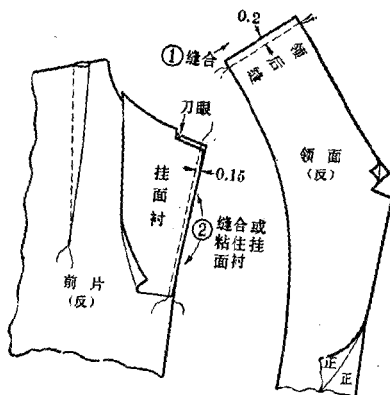 0.2
①缝合
领
后
缝
刀眼
领面
(反)
挂
面
衬
0.15
②缝合或
粘住挂
面衬
前片
(反)
正
正